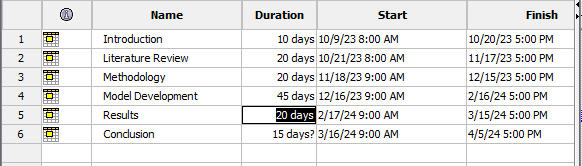 Name Duration Start Finish
1 Introduction 10 days 10/9/23 8:00 AM 10/20/23 5:00 PM
2 Literature Review 20 days 10/21/23 8:00 AM 11/17/23 5:00 PM
3 Methodology 20 days 11/18/23 9:00 AM 12/15/23 5:00 PM
4 Model Development 45 days 12/16/23 9:00 AM 2/16/24 5:00 PM
5 Results 20 days 2/17/24 9:00 AM 3/15/24 5:00 PM
6 Conclusion 15 days? 3/16/24 9:00 AM 4/5/24 5:00 PM